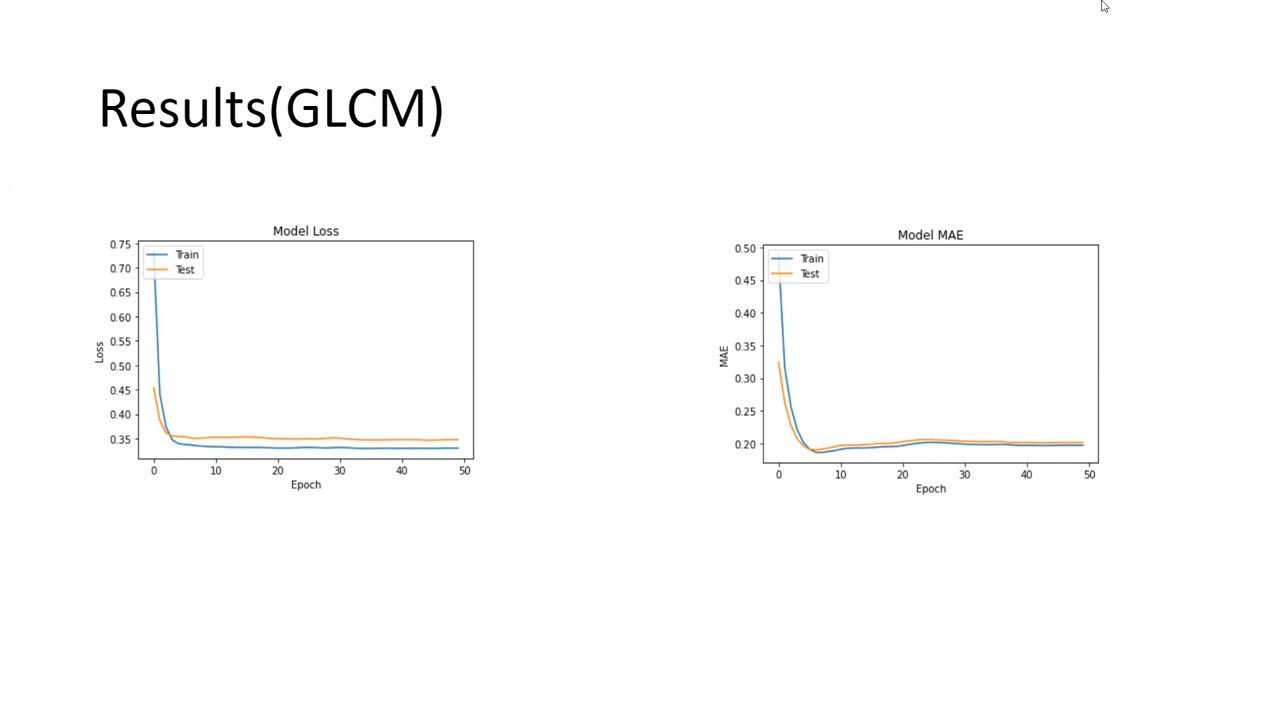 Results(GLCM)
Model Loss
Train
Test
0.75
0.70
0.65
0.60
0.55
0.50
0.45
0.40
0.35
Loss
0 10 20 30 40 50
Epoch
Model MAE
Train
Test
0.50
0.45
0.40
0.35
0.30
0.25
0.20
MAE
0 10 20 30 40 50
Epoch